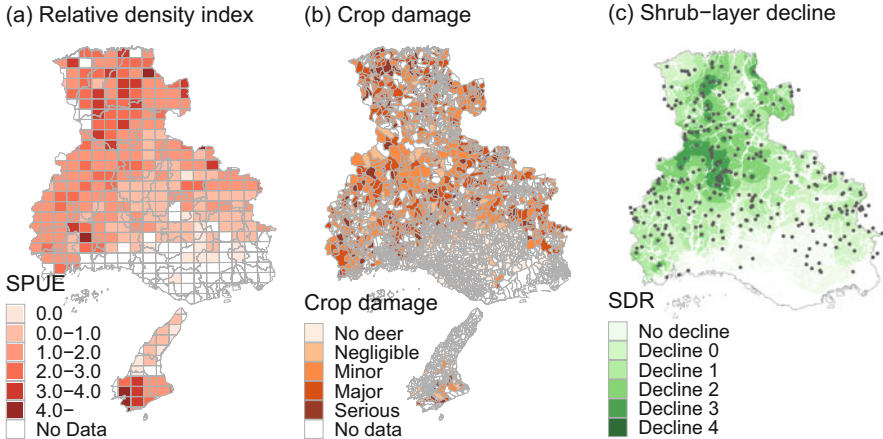 (a) Relative density index
(b) Crop damage
(c) Shrub−layer decline
SPUE
0.0
0.0−1.0
1.0−2.0
2.0−3.0
3.0−4.0
4.0−
No Data
Crop damage
No deer
Negligible
Minor
Major
Serious
No data
SDR
No decline
Decline 0
Decline 1
Decline 2
Decline 3
Decline 4